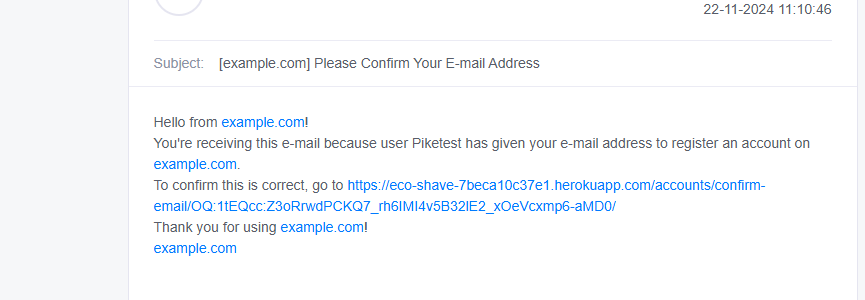 22-11-2024 11:10:46
Subject: [example.com] Please Confirm Your E-mail Address
Hello from example.com!
You're receiving this e-mail because user Piketest has given your e-mail address to register an account on
example.com.
To confirm this is correct, go to https://eco-shave-7beca10c37e1.herokuapp.com/accounts/confirm-
email/OQ:1tEQcc:Z3oRrwdPCKQ7_rh6IMI4v5B32lE2_xOeVcxmp6-aMD0/
Thank you for using example.com!
example.com